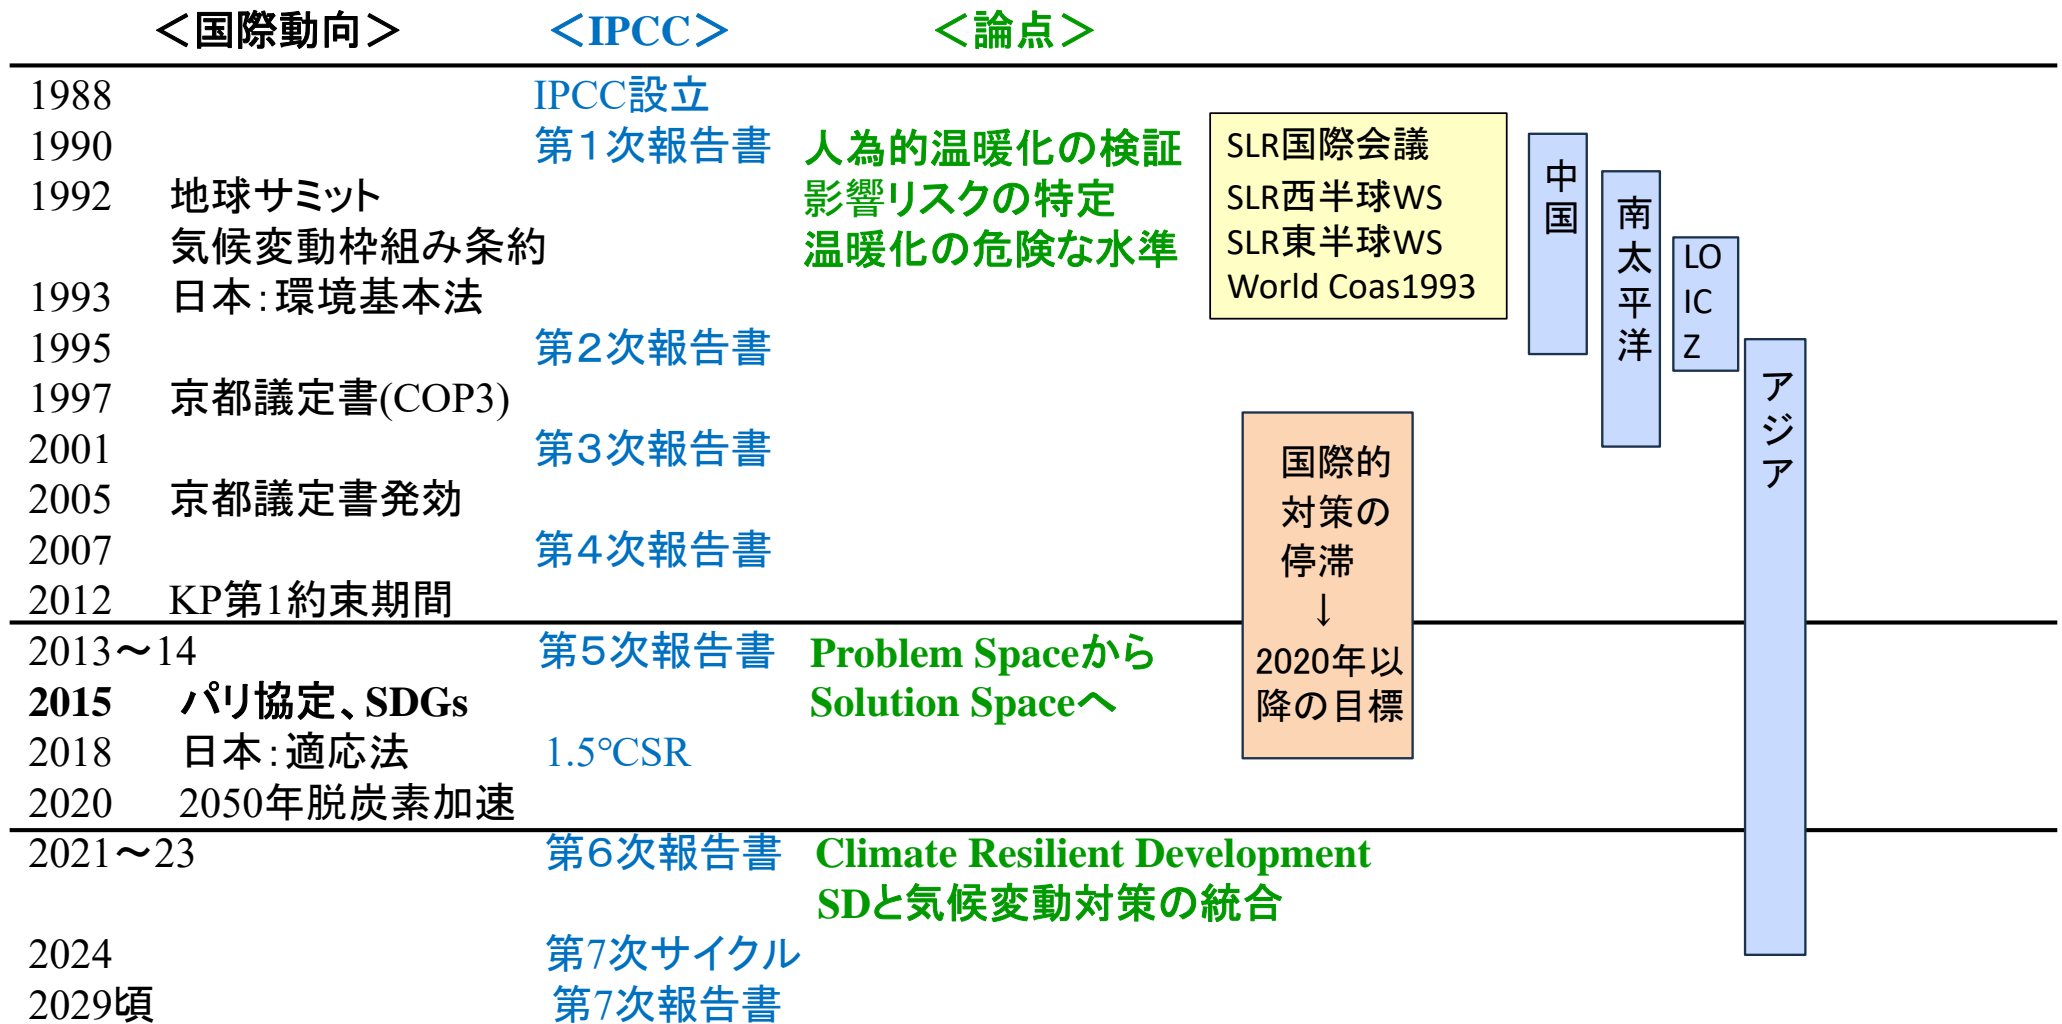 ＜国際動向＞ ＜IPCC＞ ＜論点＞
1988 IPCC設立
1990 第１次報告書 人為的温暖化の検証
1992 地球サミット 影響リスクの特定
気候変動枠組み条約 温暖化の危険な水準
1993 日本：環境基本法
1995 第２次報告書
1997 京都議定書(COP3)
2001 第３次報告書
2005 京都議定書発効
2007 第４次報告書
2012 KP第1約束期間
2013～14 第５次報告書 Problem Spaceから
2015 パリ協定、SDGs Solution Spaceへ
2018 日本：適応法 1.5℃SR
2020 2050年脱炭素加速
2021～23 第６次報告書 Climate Resilient Development
SDと気候変動対策の統合
2024 第7次サイクル
2029頃 第7次報告書
SLR国際会議
SLR西半球WS
SLR東半球WS
World Coas1993
国際的
対策の
停滞
↓
2020年以
降の目標
中国
南太平洋
LO
IC
Z
アジア